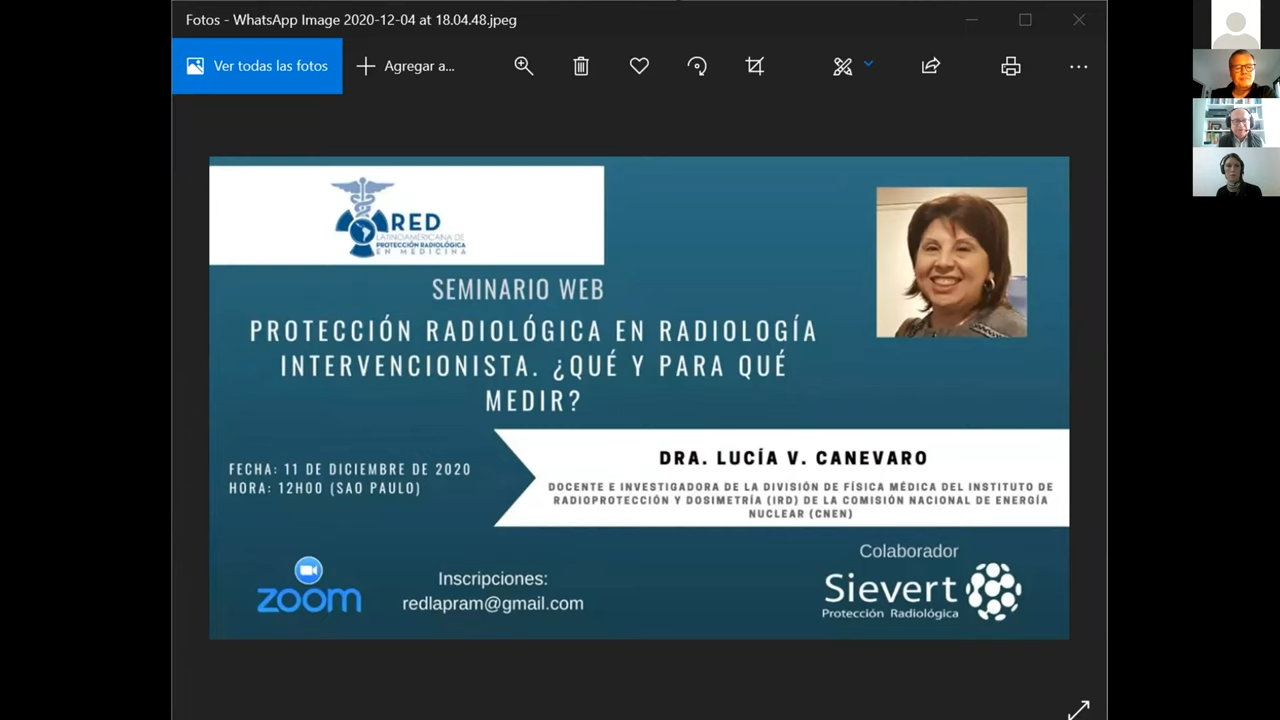 Fotos - WhatsApp Image 2020-12-04 at 18.04.48.jpeg
Ver todas las fotos
Agregar a...
RED
LATINOAMERICANA DE
PROTECCIÓN RADIOLÓGICA
EN MEDICINA
SEMINARIO WEB
PROTECCIÓN RADIOLÓGICA EN RADIOLOGÍA
INTERVENCIONISTA. ¿QUÉ Y PARA QUÉ
MEDIR?
DRA. LUCÍA V. CANEVARO
DOCENTE E INVESTIGADORA DE LA DIVISIÓN DE FÍSICA MÉDICA DEL INSTITUTO DE
RADIOPROTECCIÓN Y DOSIMETRÍA (IRD) DE LA COMISIÓN NACIONAL DE ENERGÍA
NUCLEAR (CNEN)
FECHA: 11 DE DICIEMBRE DE 2020
HORA: 12H00 (SAO PAULO)
zoom
Inscripciones:
redlapram@gmail.com
Colaborador
Sievert
Protección Radiológica